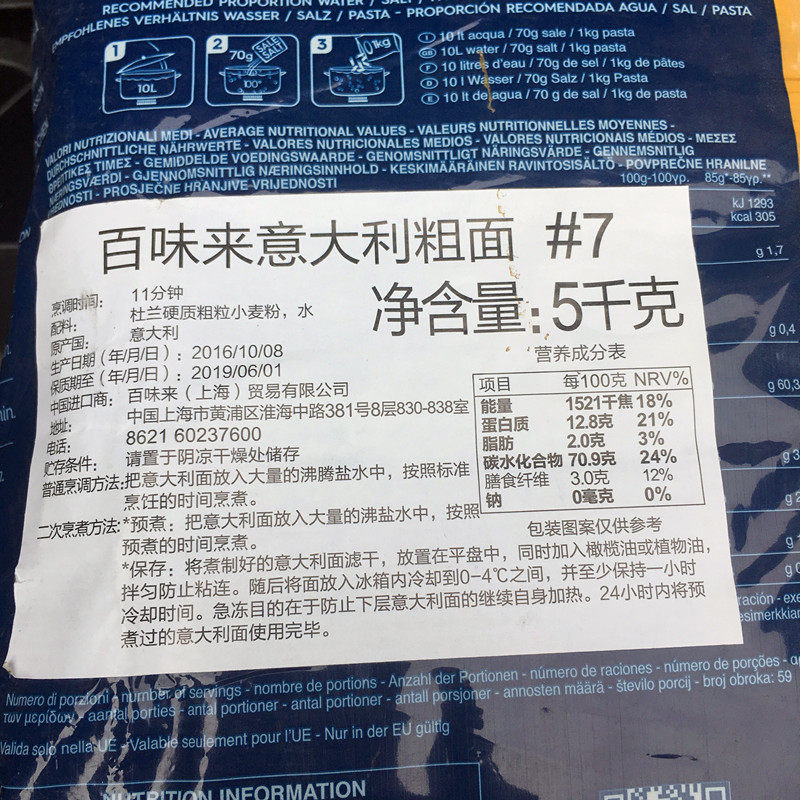 RECOMMENDED PROPORTION WATER / SALT /
EMPFOHLENES VERHÄLTNIS WASSER / SALZ / PASTA - PROPORCIÓN RECOMENDADA AGUA / SAL / PASTA
1
10L
2
70g
SALE
SALT
100°
3
10kg
I 10 lt acqua / 70g sale / 1kg pasta
10L water / 70g salt / 1kg pasta
F 10 litres d'eau / 70g de sel / 1kg de pâtes
D 10 l Wasser / 70g Salz / 1kg Pasta
E 10 lt de agua / 70 g de sal / 1kg de pasta
VALORI NUTRIZIONALI MEDI - AVERAGE NUTRITIONAL VALUES - VALEURS NUTRITIONNELLES MOYENNES -
DURCHSCHNITTLICHE NÄHRWERTE - VALORES NUTRICIONALES MEDIOS - VALORES NUTRICIONAIS MÉDIOS - ΜΕΣΕΣ
ΘΡΕΠΤΙΚΕΣ ΤΙΜΕΣ - GEMIDDELDE VOEDINGSWAARDE - GENOMSNITTLIGT NÄRINGSVÄRDE - GENNEMSNITLIG
NÆRINGSVÆRDI - GJENNOMSNITTLIG NÆRINGSINNHOLD - KESKIMÄÄRÄINEN RAVINTOSISÄLTÖ - POVPREČNE HRANILNE
VREDNOSTI - PROSJEČNE HRANJIVE VRIJEDNOSTI
100g-100γρ. 85g*-85γρ.**
kJ 1293
kcal 305
g 1,7
g 0,4
g 60,3
百味来意大利粗面 #7
净含量:5千克
烹调时间: 11分钟
配料: 杜兰硬质粗粒小麦粉，水
原产国: 意大利
生产日期（年/月/日）: 2016/10/08
保质期至（年/月/日）: 2019/06/01
中国进口商: 百味来（上海）贸易有限公司
地址: 中国上海市黄浦区淮海中路381号8层830-838室
电话: 8621 60237600
贮存条件: 请置于阴凉干燥处储存
普通烹调方法:把意大利面放入大量的沸腾盐水中，按照标准
烹饪的时间烹煮。
二次烹煮方法:*预煮：把意大利面放入大量的沸盐水中，按照
预煮的时间烹煮。
*保存：将煮制好的意大利面滤干，放置在平盘中，同时加入橄榄油或植物油，
拌匀防止粘连。随后将面放入冰箱内冷却到0-4℃之间，并至少保持一小时
冷却时间。急冻目的在于防止下层意大利面的继续自身加热。24小时内将预
煮过的意大利面使用完毕。
营养成分表
项目 每100克 NRV%
能量 1521千焦 18%
蛋白质 12.8克 21%
脂肪 2.0克 3%
碳水化合物 70.9克 24%
膳食纤维 3.0克 12%
钠 0毫克 0%
包装图案仅供参考
Numero di porzioni - number of servings - nombre de portions - Anzahl der Portionen - número de raciones - número de porções -
των μερίδων - aantal porties - antal portioner - antal portioner - antall porsjoner - annosten määrä - število porcij - broj obroka: 59
Valida solo nella UE - Valable seulement pour l'UE - Nur in der EU gültig
NUTRITION INFORMATION